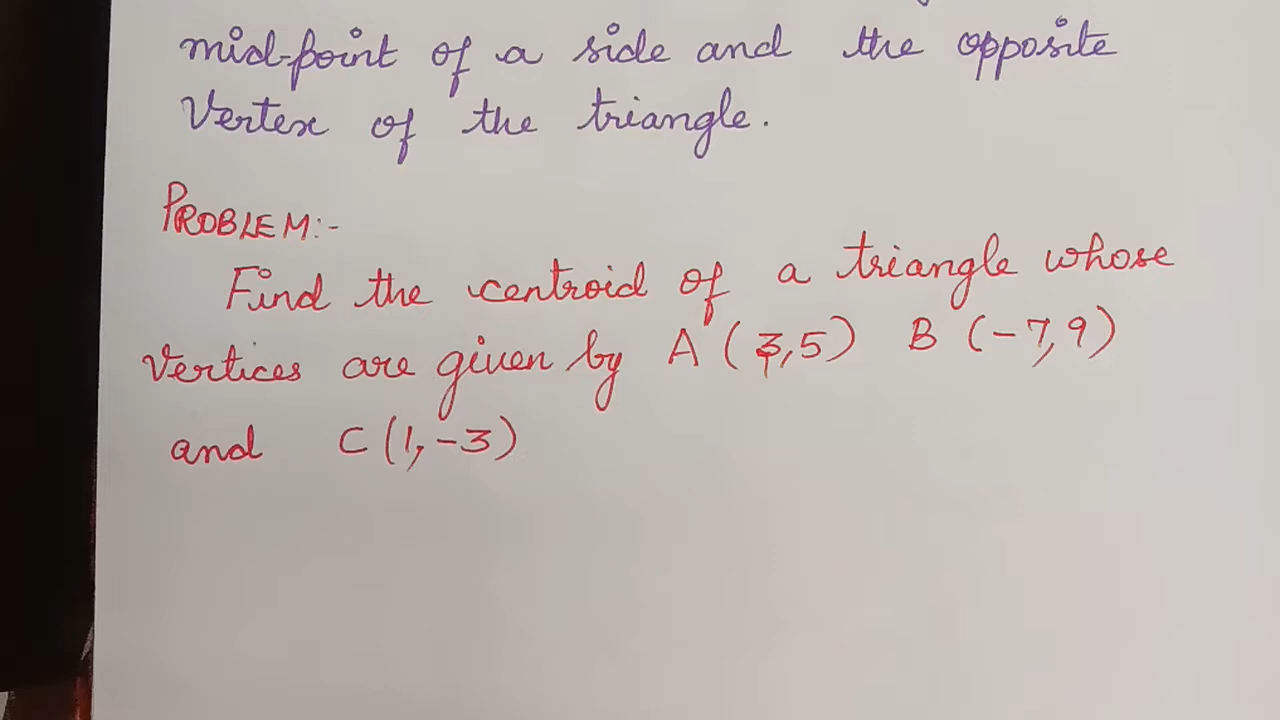 mid-point of a side and the opposite
Vertex of the triangle.
PROBLEM:-
Find the centroid of a triangle whose
vertices are given by A (3,5) B (-7,9)
and C (1,-3)